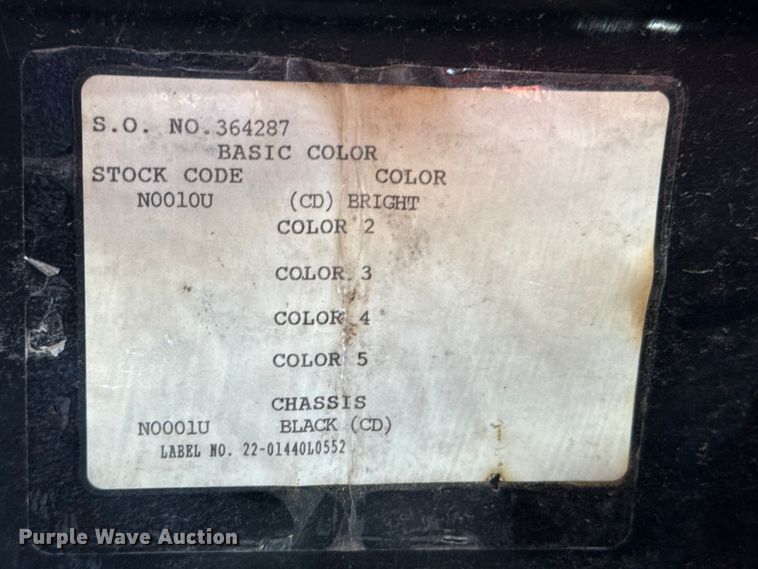 S.O. NO.364287
BASIC COLOR
STOCK CODE COLOR
N0010U (CD) BRIGHT
COLOR 2
COLOR 3
COLOR 4
COLOR 5
CHASSIS
N0001U BLACK (CD)
LABEL NO. 22-01440L0552
Purple Wave Auction